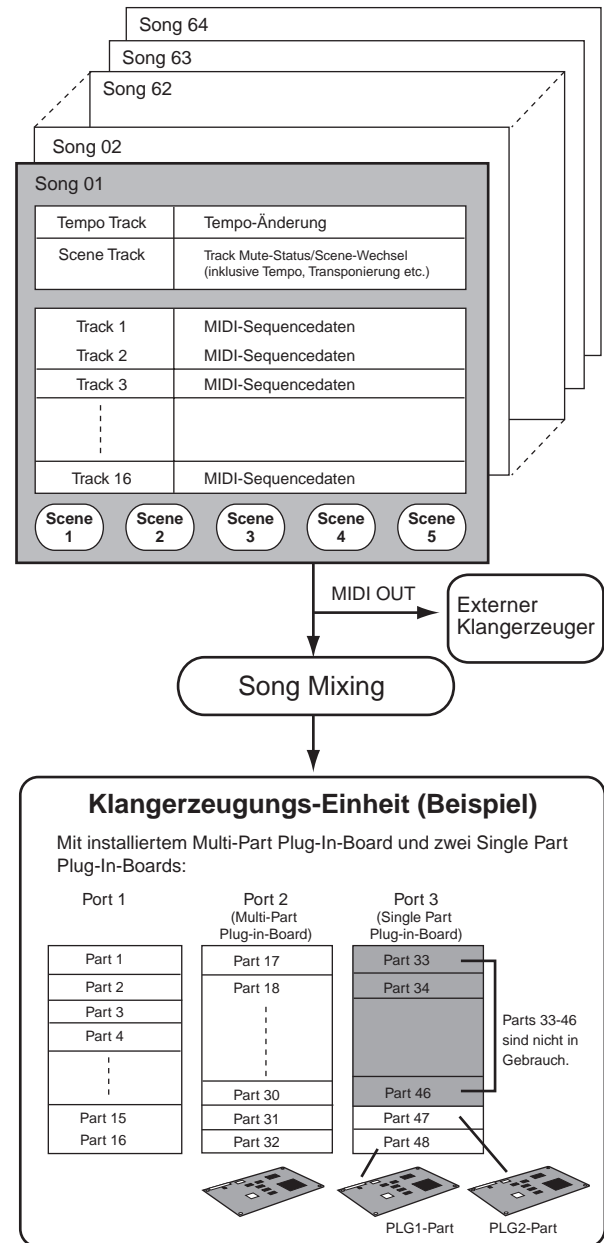 Song 64
Song 63
Song 62
Song 02
Song 01
Tempo Track Tempo-Änderung
Scene Track Track Mute-Status/Scene-Wechsel
(inklusive Tempo, Transponierung etc.)
Track 1 MIDI-Sequencedaten
Track 2 MIDI-Sequencedaten
Track 3 MIDI-Sequencedaten
Track 16 MIDI-Sequencedaten
Scene 1
Scene 2
Scene 3
Scene 4
Scene 5
MIDI OUT
Externer
Klangerzeuger
Song Mixing
Klangerzeugungs-Einheit (Beispiel)
Mit installiertem Multi-Part Plug-In-Board und zwei Single Part
Plug-In-Boards:
Port 1
Part 1
Part 2
Part 3
Part 4
Part 15
Part 16
Port 2
(Multi-Part
Plug-in-Board)
Part 17
Part 18
Part 30
Part 31
Part 32
Port 3
(Single Part
Plug-in-Board)
Part 33
Part 34
Part 46
Part 47
Part 48
Parts 33-46
sind nicht in
Gebrauch.
PLG1-Part
PLG2-Part